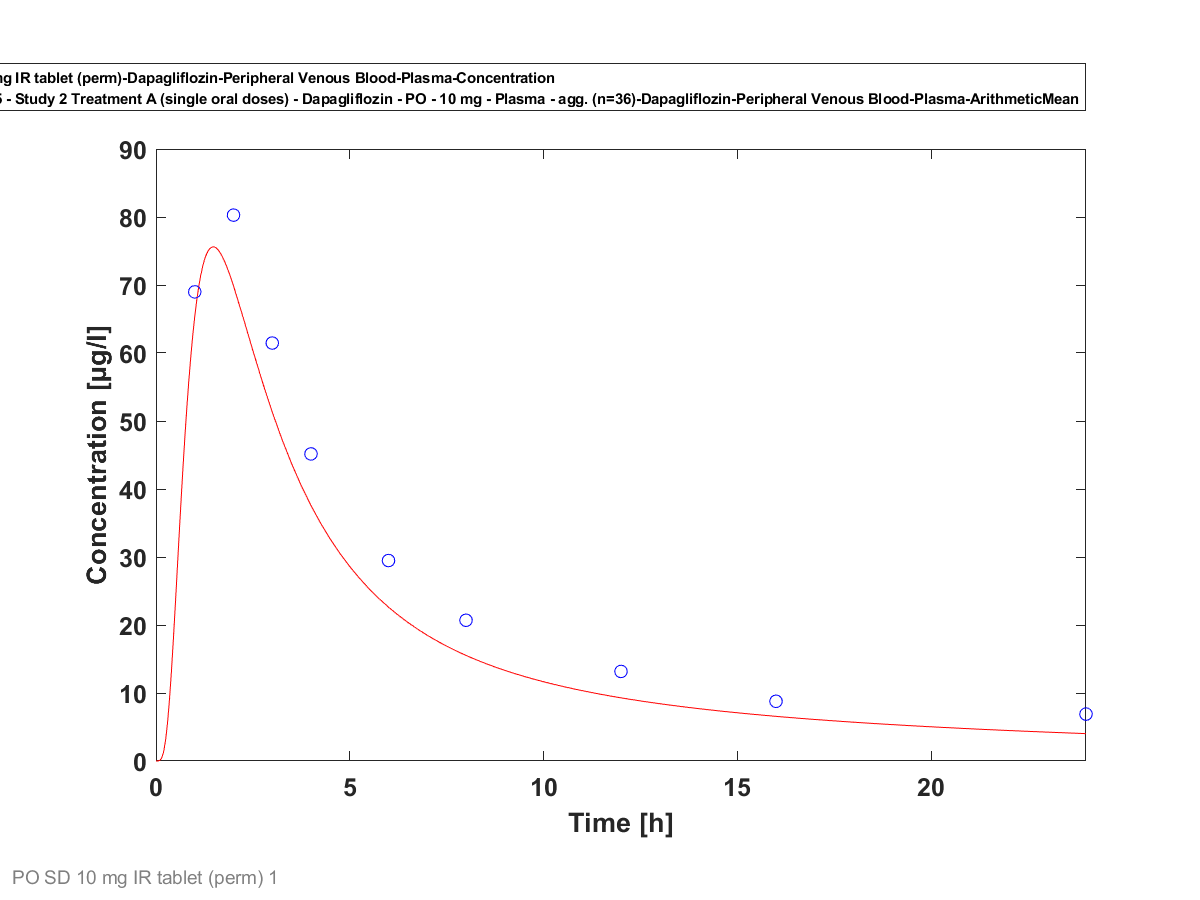 IR tablet (perm)-Dapagliflozin-Peripheral Venous Blood-Plasma-Concentration
- Study 2 Treatment A (single oral doses) - Dapagliflozin - PO - 10 mg - Plasma - agg. (n=36)-Dapagliflozin-Peripheral Venous Blood-Plasma-ArithmeticMean
90
80
70
60
50
40
30
20
10
0
Concentration [µg/l]
0 5 10 15 20
Time [h]
PO SD 10 mg IR tablet (perm) 1